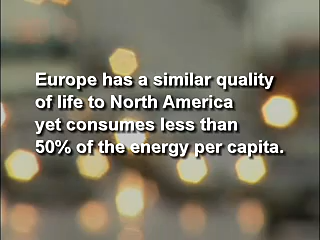 Europe has a similar quality
of life to North America
yet consumes less than
50% of the energy per capita.